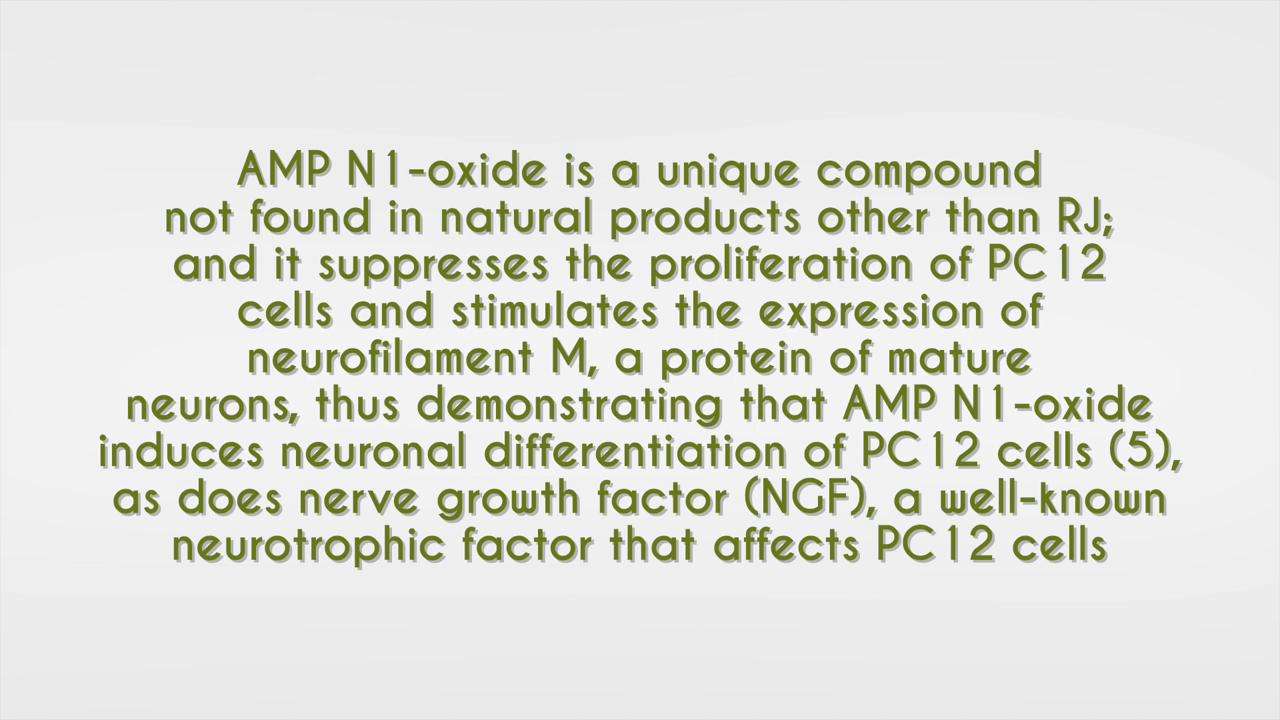 AMP N1-oxide is a unique compound
not found in natural products other than RJ;
and it suppresses the proliferation of PC12
cells and stimulates the expression of
neurofilament M, a protein of mature
neurons, thus demonstrating that AMP N1-oxide
induces neuronal differentiation of PC12 cells (5),
as does nerve growth factor (NGF), a well-known
neurotrophic factor that affects PC12 cells